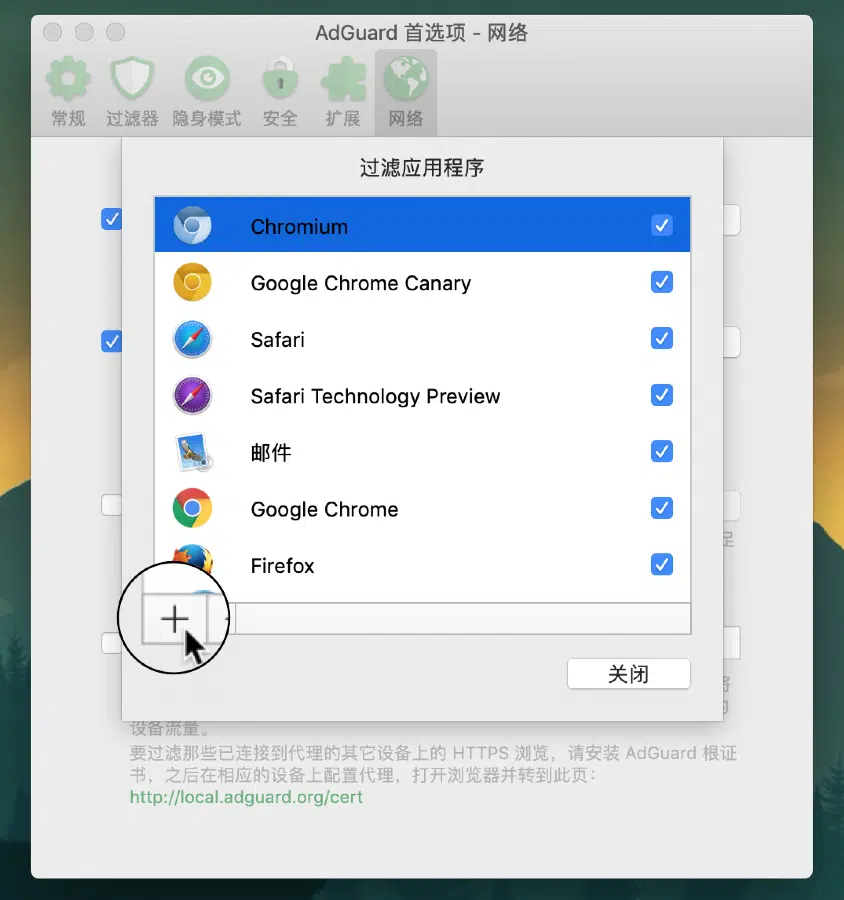 AdGuard 首选项 - 网络
常规 过滤器 隐身模式 安全 扩展 网络
过滤应用程序
Chromium
Google Chrome Canary
Safari
Safari Technology Preview
邮件
Google Chrome
Firefox
足
关闭
的
设备流量。
要过滤那些已连接到代理的其它设备上的 HTTPS 浏览，请安装 AdGuard 根证
书，之后在相应的设备上配置代理，打开浏览器并转到此页：
http://local.adguard.org/cert